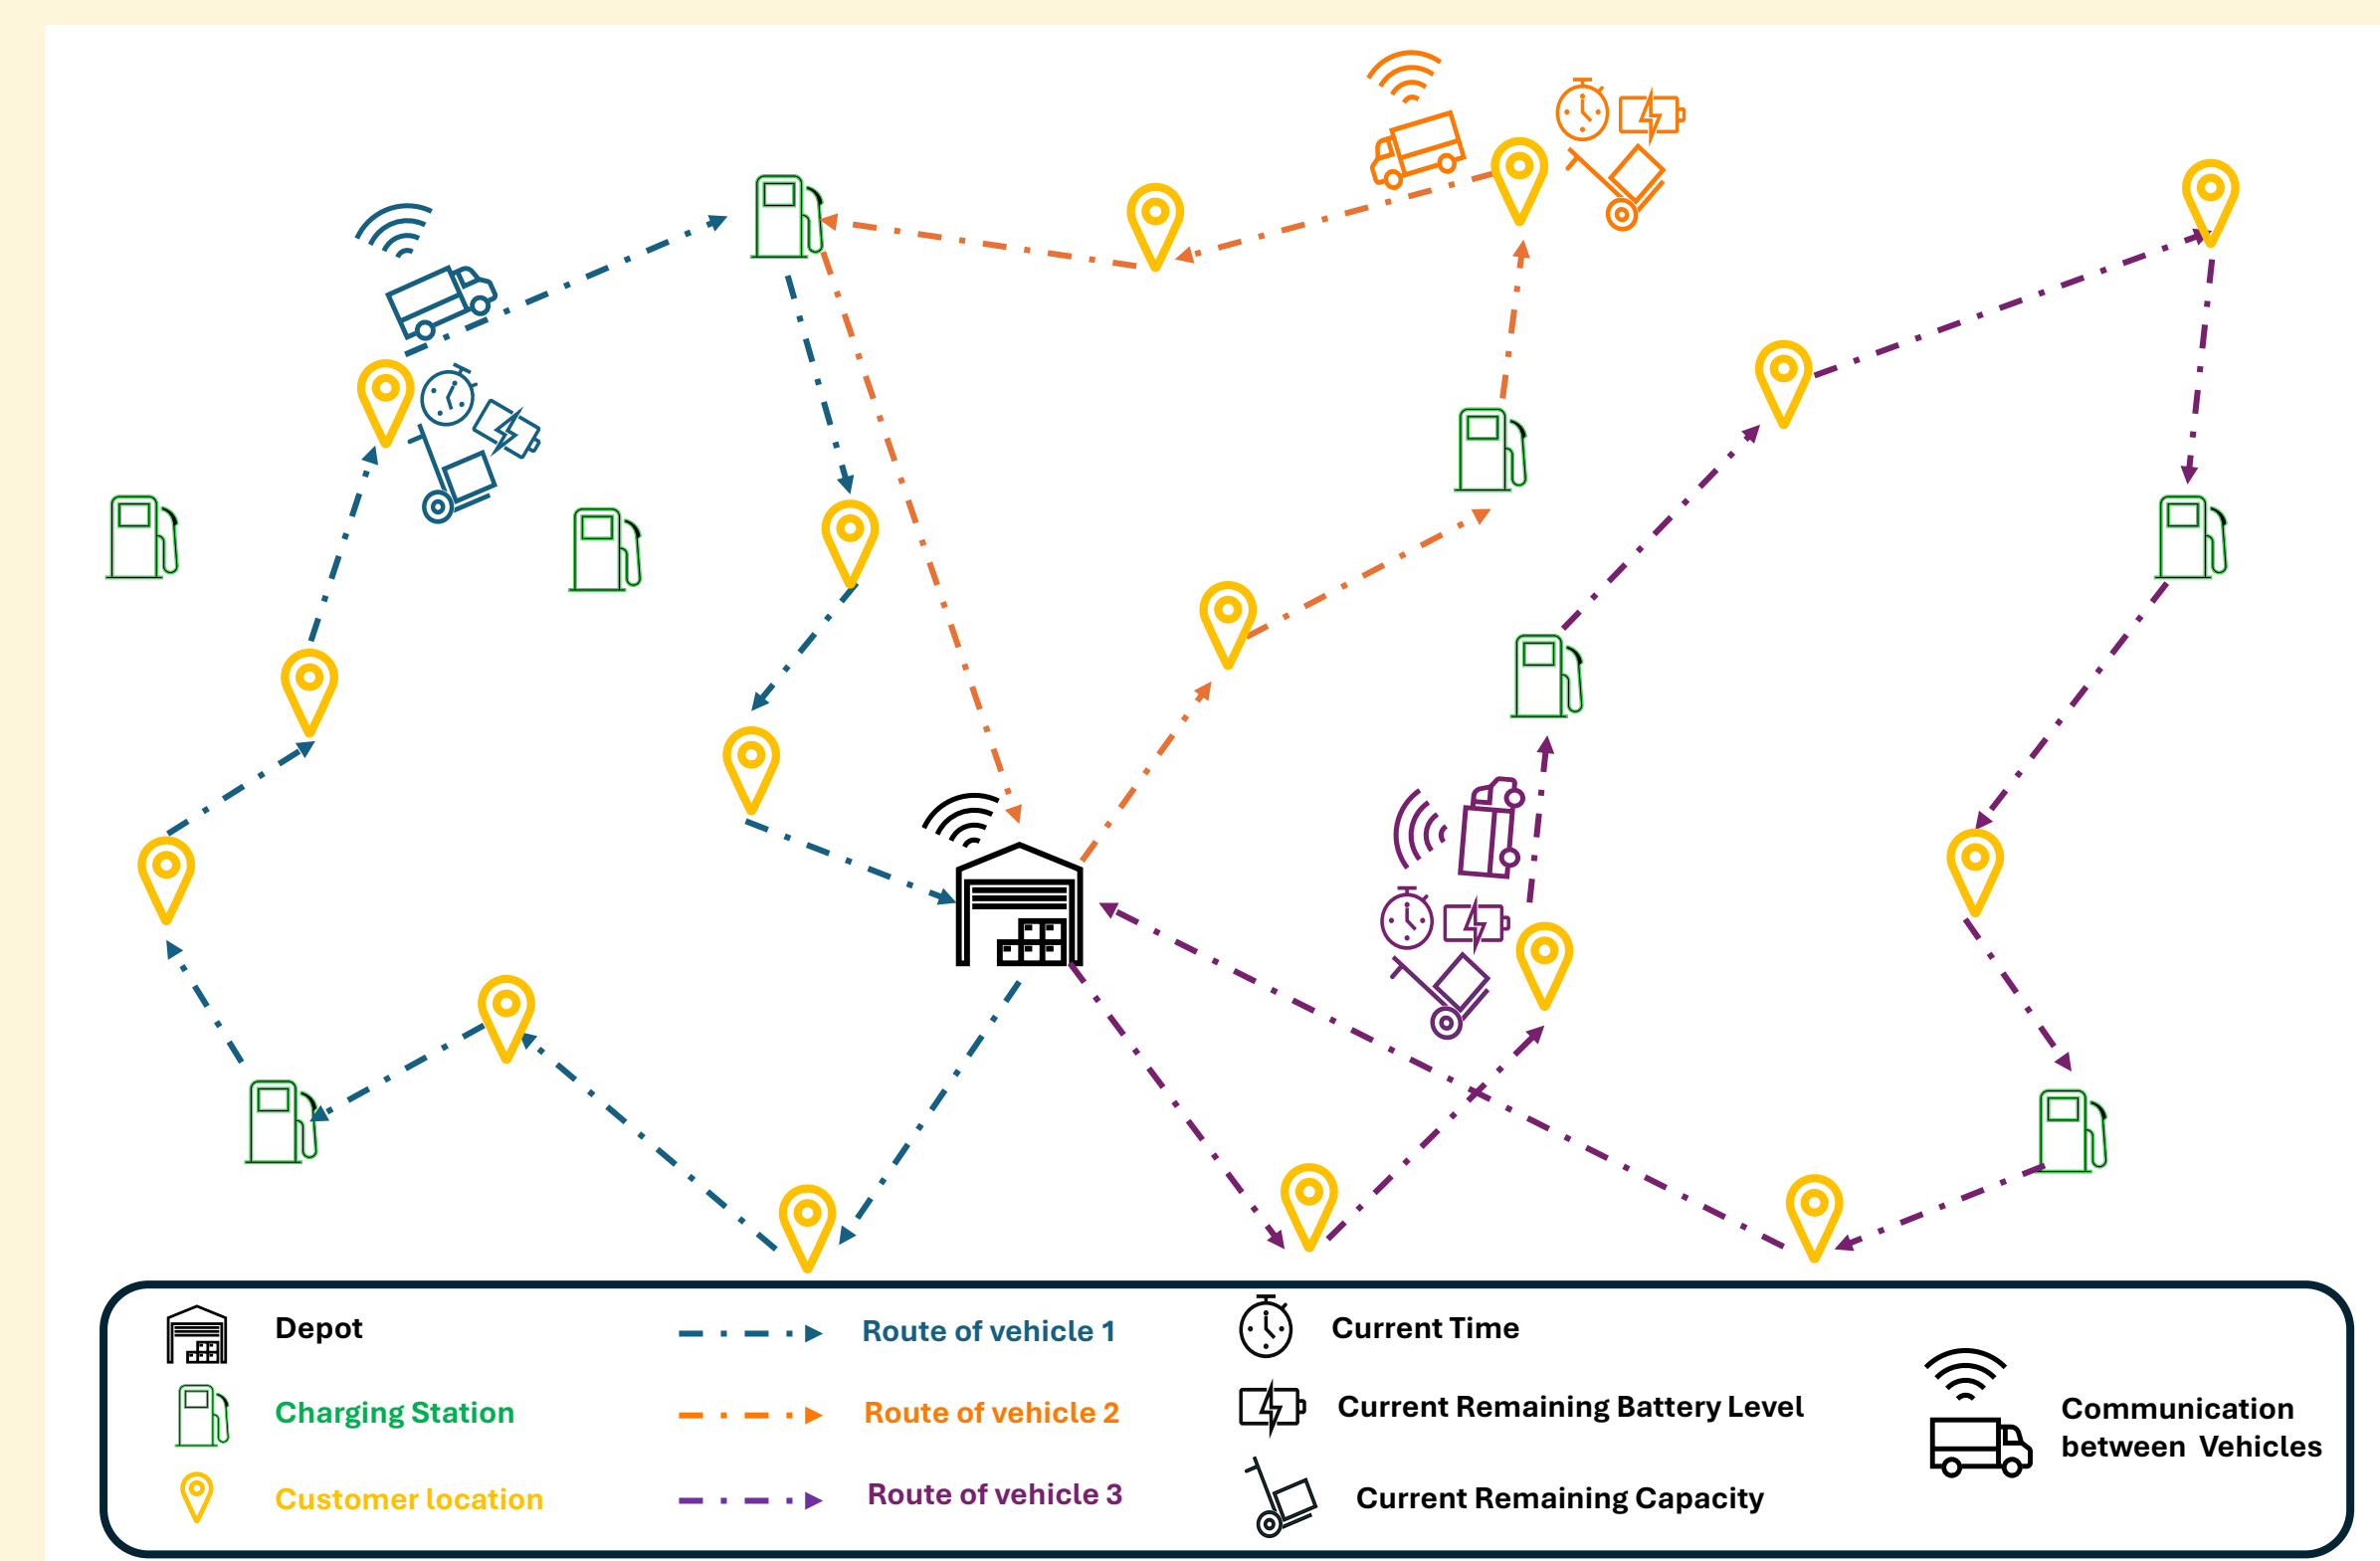 Depot
Charging Station
Customer location
Route of vehicle 1
Route of vehicle 2
Route of vehicle 3
Current Time
Current Remaining Battery Level
Current Remaining Capacity
Communication
between Vehicles